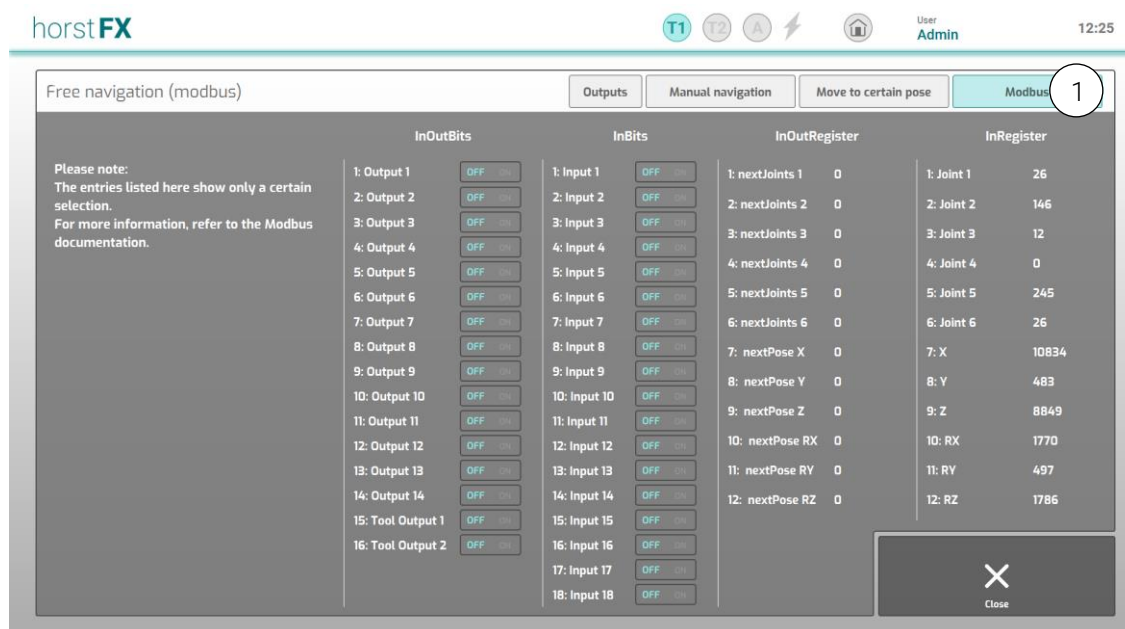 horstFX
T1
T2
A
User
Admin
12:25
Free navigation (modbus)
Outputs
Manual navigation
Move to certain pose
Modbus
1
Please note:
The entries listed here show only a certain
selection.
For more information, refer to the Modbus
documentation.
InOutBits
1: Output 1 OFF ON
2: Output 2 OFF ON
3: Output 3 OFF ON
4: Output 4 OFF ON
5: Output 5 OFF ON
6: Output 6 OFF ON
7: Output 7 OFF ON
8: Output 8 OFF ON
9: Output 9 OFF ON
10: Output 10 OFF ON
11: Output 11 OFF ON
12: Output 12 OFF ON
13: Output 13 OFF ON
14: Output 14 OFF ON
15: Tool Output 1 OFF ON
16: Tool Output 2 OFF ON
InBits
1: Input 1 OFF ON
2: Input 2 OFF ON
3: Input 3 OFF ON
4: Input 4 OFF ON
5: Input 5 OFF ON
6: Input 6 OFF ON
7: Input 7 OFF ON
8: Input 8 OFF ON
9: Input 9 OFF ON
10: Input 10 OFF ON
11: Input 11 OFF ON
12: Input 12 OFF ON
13: Input 13 OFF ON
14: Input 14 OFF ON
15: Input 15 OFF ON
16: Input 16 OFF ON
17: Input 17 OFF ON
18: Input 18 OFF ON
InOutRegister
1: nextJoints 1 0
2: nextJoints 2 0
3: nextJoints 3 0
4: nextJoints 4 0
5: nextJoints 5 0
6: nextJoints 6 0
7: nextPose X 0
8: nextPose Y 0
9: nextPose Z 0
10: nextPose RX 0
11: nextPose RY 0
12: nextPose RZ 0
InRegister
1: Joint 1 26
2: Joint 2 146
3: Joint 3 12
4: Joint 4 0
5: Joint 5 245
6: Joint 6 26
7: X 10834
8: Y 483
9: Z 8849
10: RX 1770
11: RY 497
12: RZ 1786
Close